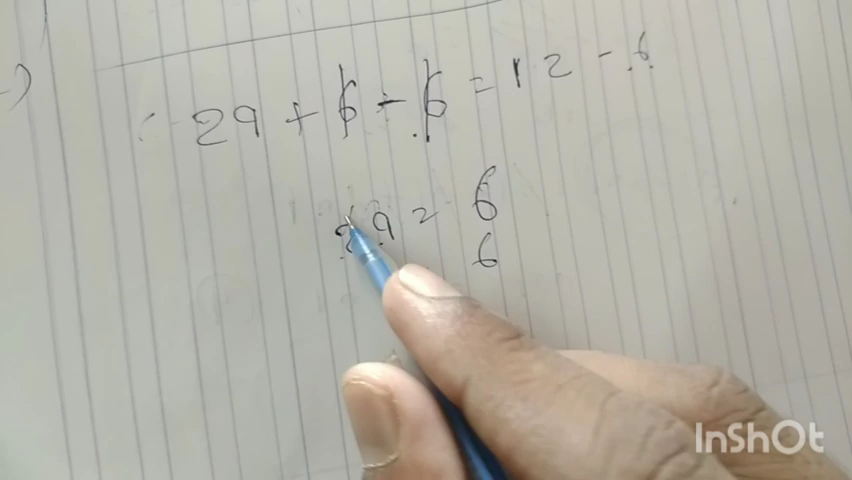 -)
29 + 6 - 6 = 12 - 6
29 = 6
6
InShOt